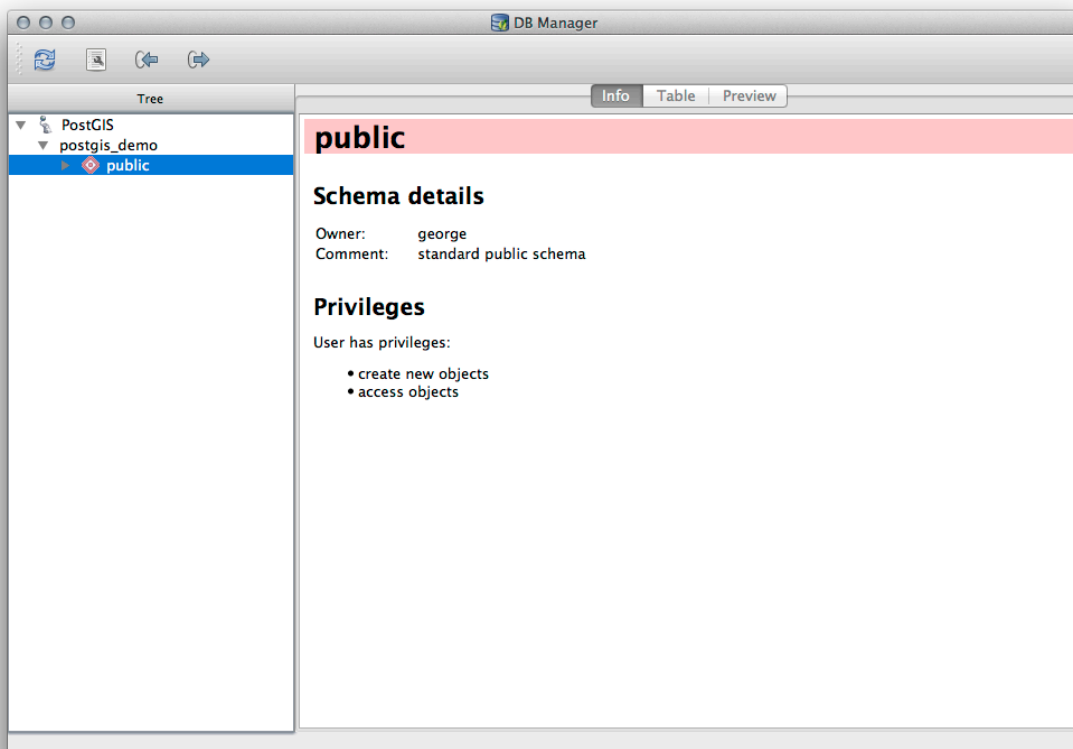 DB Manager
Tree
Info Table Preview
PostGIS
postgis_demo
public
public
Schema details
Owner: george
Comment: standard public schema
Privileges
User has privileges:
• create new objects
• access objects